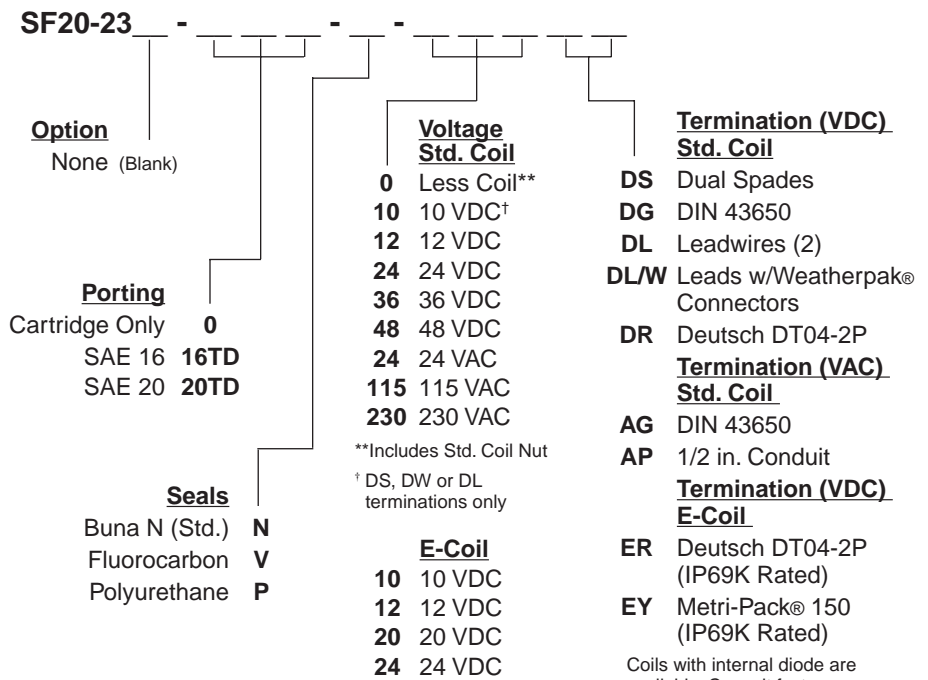 SF20-23__ - __ __ __ - __ - __ __ __ __ __
Option
None (Blank)
Porting
Cartridge Only 0
SAE 16 16TD
SAE 20 20TD
Seals
Buna N (Std.) N
Fluorocarbon V
Polyurethane P
Voltage
Std. Coil
0 Less Coil**
10 10 VDC†
12 12 VDC
24 24 VDC
36 36 VDC
48 48 VDC
24 24 VAC
115 115 VAC
230 230 VAC
**Includes Std. Coil Nut
† DS, DW or DL
terminations only
E-Coil
10 10 VDC
12 12 VDC
20 20 VDC
24 24 VDC
Termination (VDC)
Std. Coil
DS Dual Spades
DG DIN 43650
DL Leadwires (2)
DL/W Leads w/Weatherpak®
Connectors
DR Deutsch DT04-2P
Termination (VAC)
Std. Coil
AG DIN 43650
AP 1/2 in. Conduit
Termination (VDC)
E-Coil
ER Deutsch DT04-2P
(IP69K Rated)
EY Metri-Pack® 150
(IP69K Rated)
Coils with internal diode are